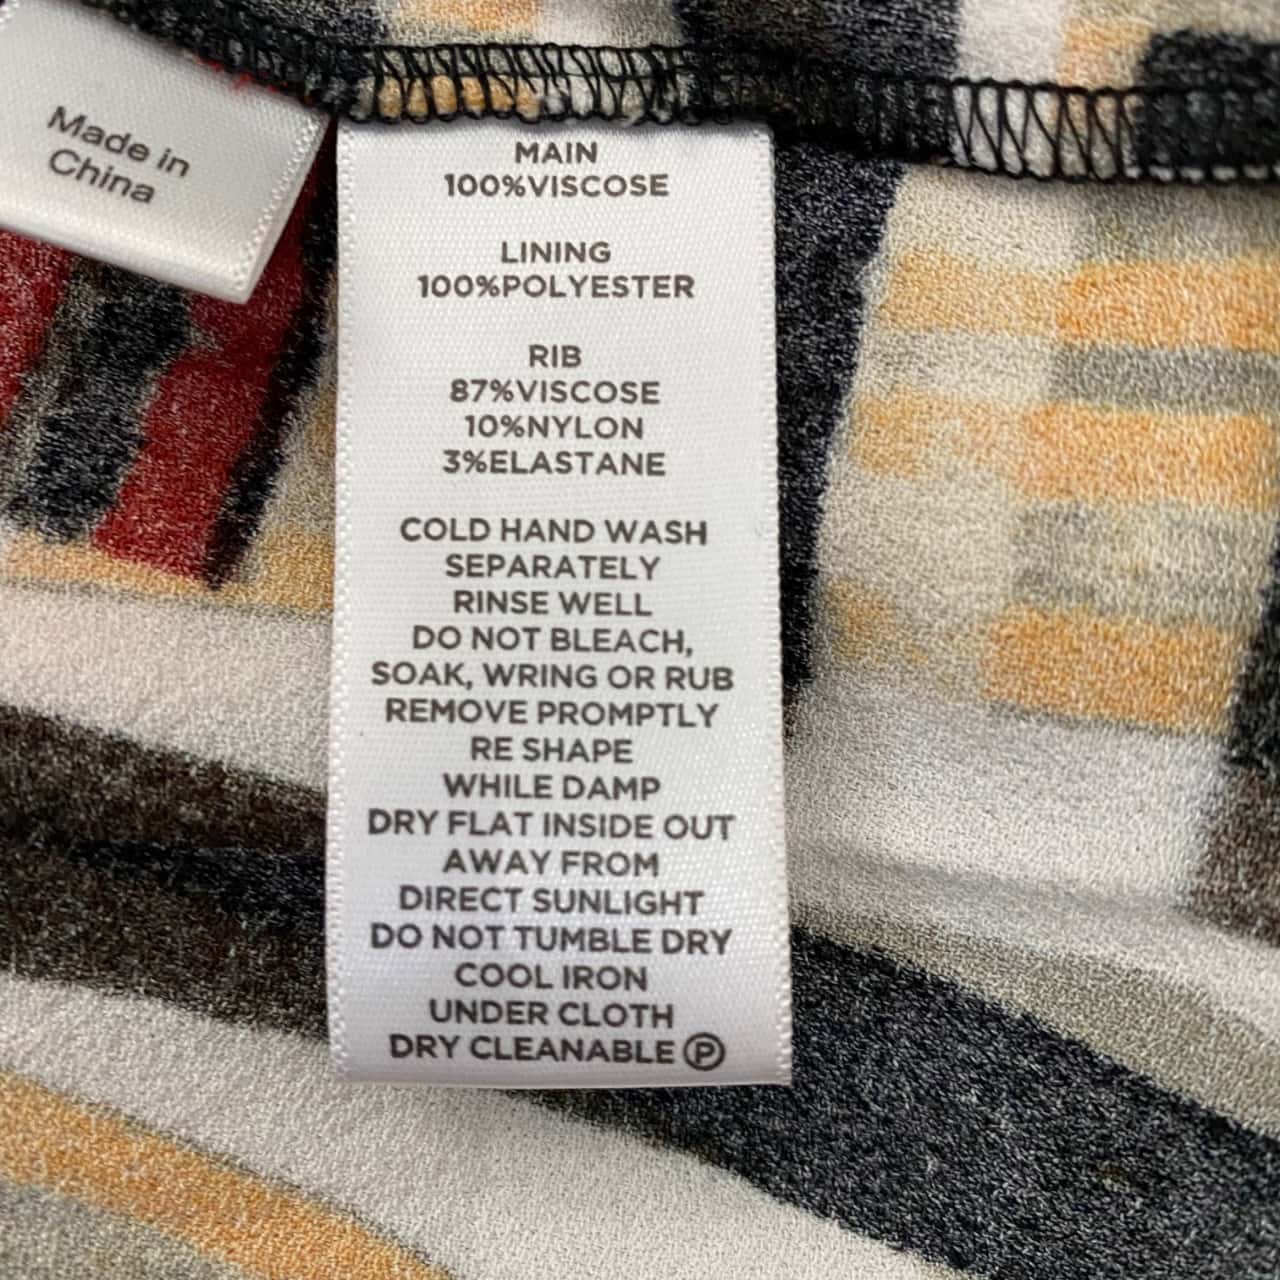 Made in
China
MAIN
100%VISCOSE
LINING
100%POLYESTER
RIB
87%VISCOSE
10%NYLON
3%ELASTANE
COLD HAND WASH
SEPARATELY
RINSE WELL
DO NOT BLEACH,
SOAK, WRING OR RUB
REMOVE PROMPTLY
RE SHAPE
WHILE DAMP
DRY FLAT INSIDE OUT
AWAY FROM
DIRECT SUNLIGHT
DO NOT TUMBLE DRY
COOL IRON
UNDER CLOTH
DRY CLEANABLE Ⓟ